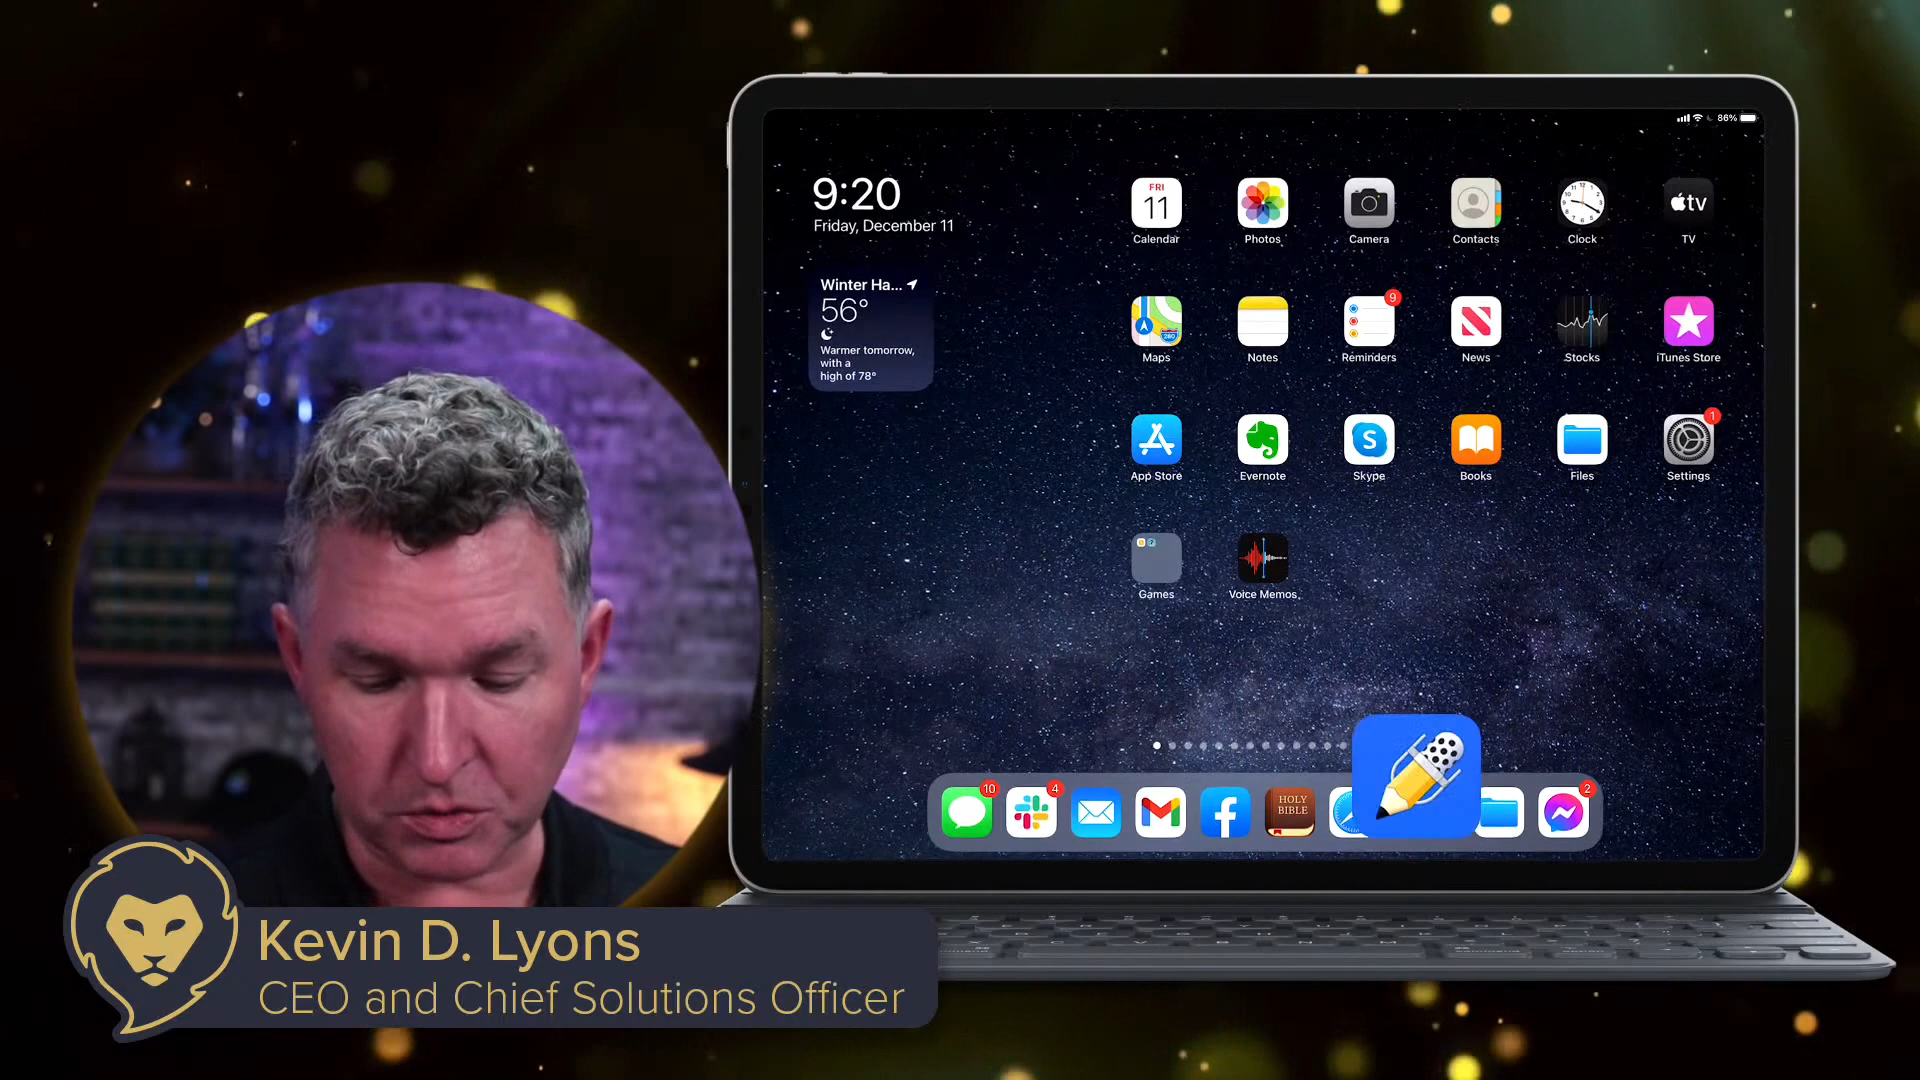 86%
9:20
Friday, December 11
Winter Ha...
56°
Warmer tomorrow,
with a
high of 78°
FRI
11
Calendar
Photos
Camera
Contacts
Clock
tv
TV
Maps
280
Notes
9
Reminders
News
Stocks
iTunes Store
App Store
Evernote
S
Skype
Books
Files
1
Settings
Games
Voice Memos
10
4
HOLY
BIBLE
2
Kevin D. Lyons
CEO and Chief Solutions Officer